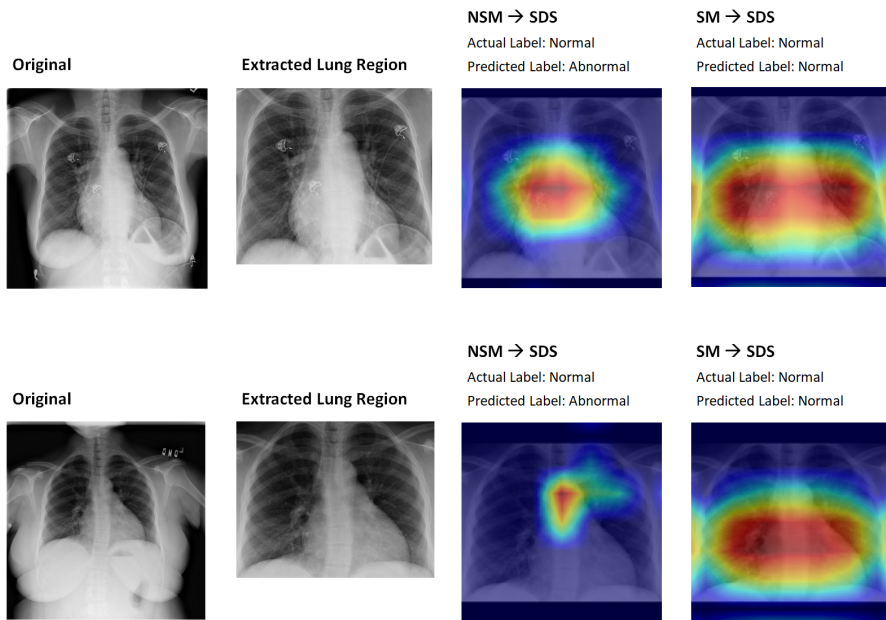 NSM → SDS
SM → SDS
Actual Label: Normal
Actual Label: Normal
Original
Extracted Lung Region
Predicted Label: Abnormal
Predicted Label: Normal
NSM → SDS
SM → SDS
Actual Label: Normal
Actual Label: Normal
Original
Extracted Lung Region
Predicted Label: Abnormal
Predicted Label: Normal